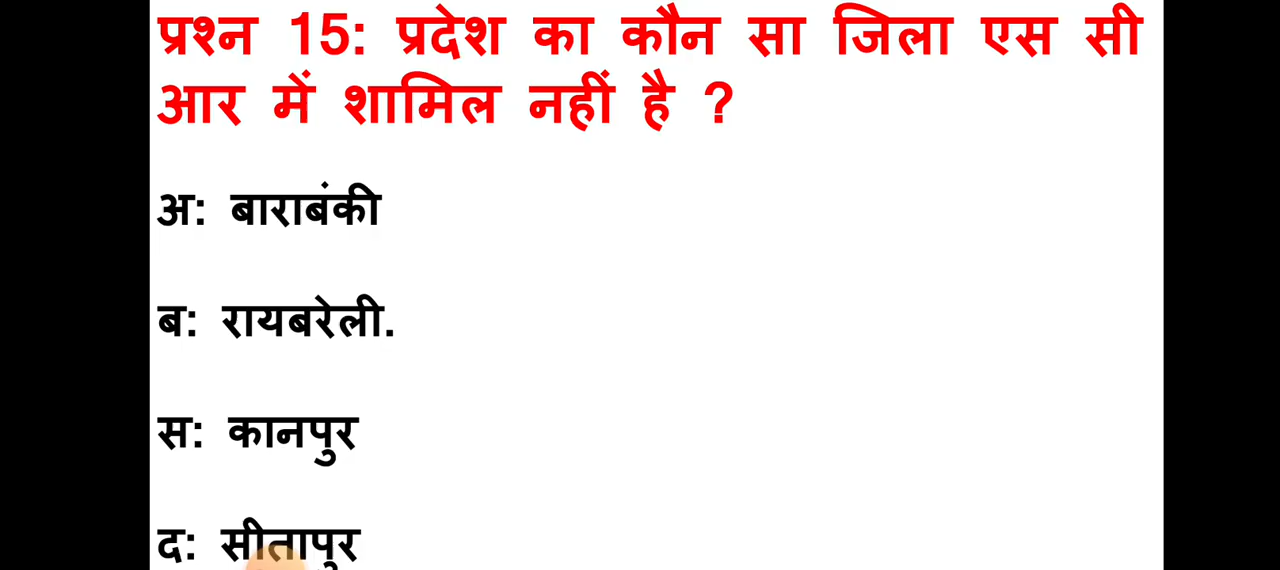 प्रश्न 15: प्रदेश का कौन सा जिला एस सी
आर में शामिल नहीं है ?
अ: बाराबंकी
ब: रायबरेली.
स: कानपुर
द: सीतापुर